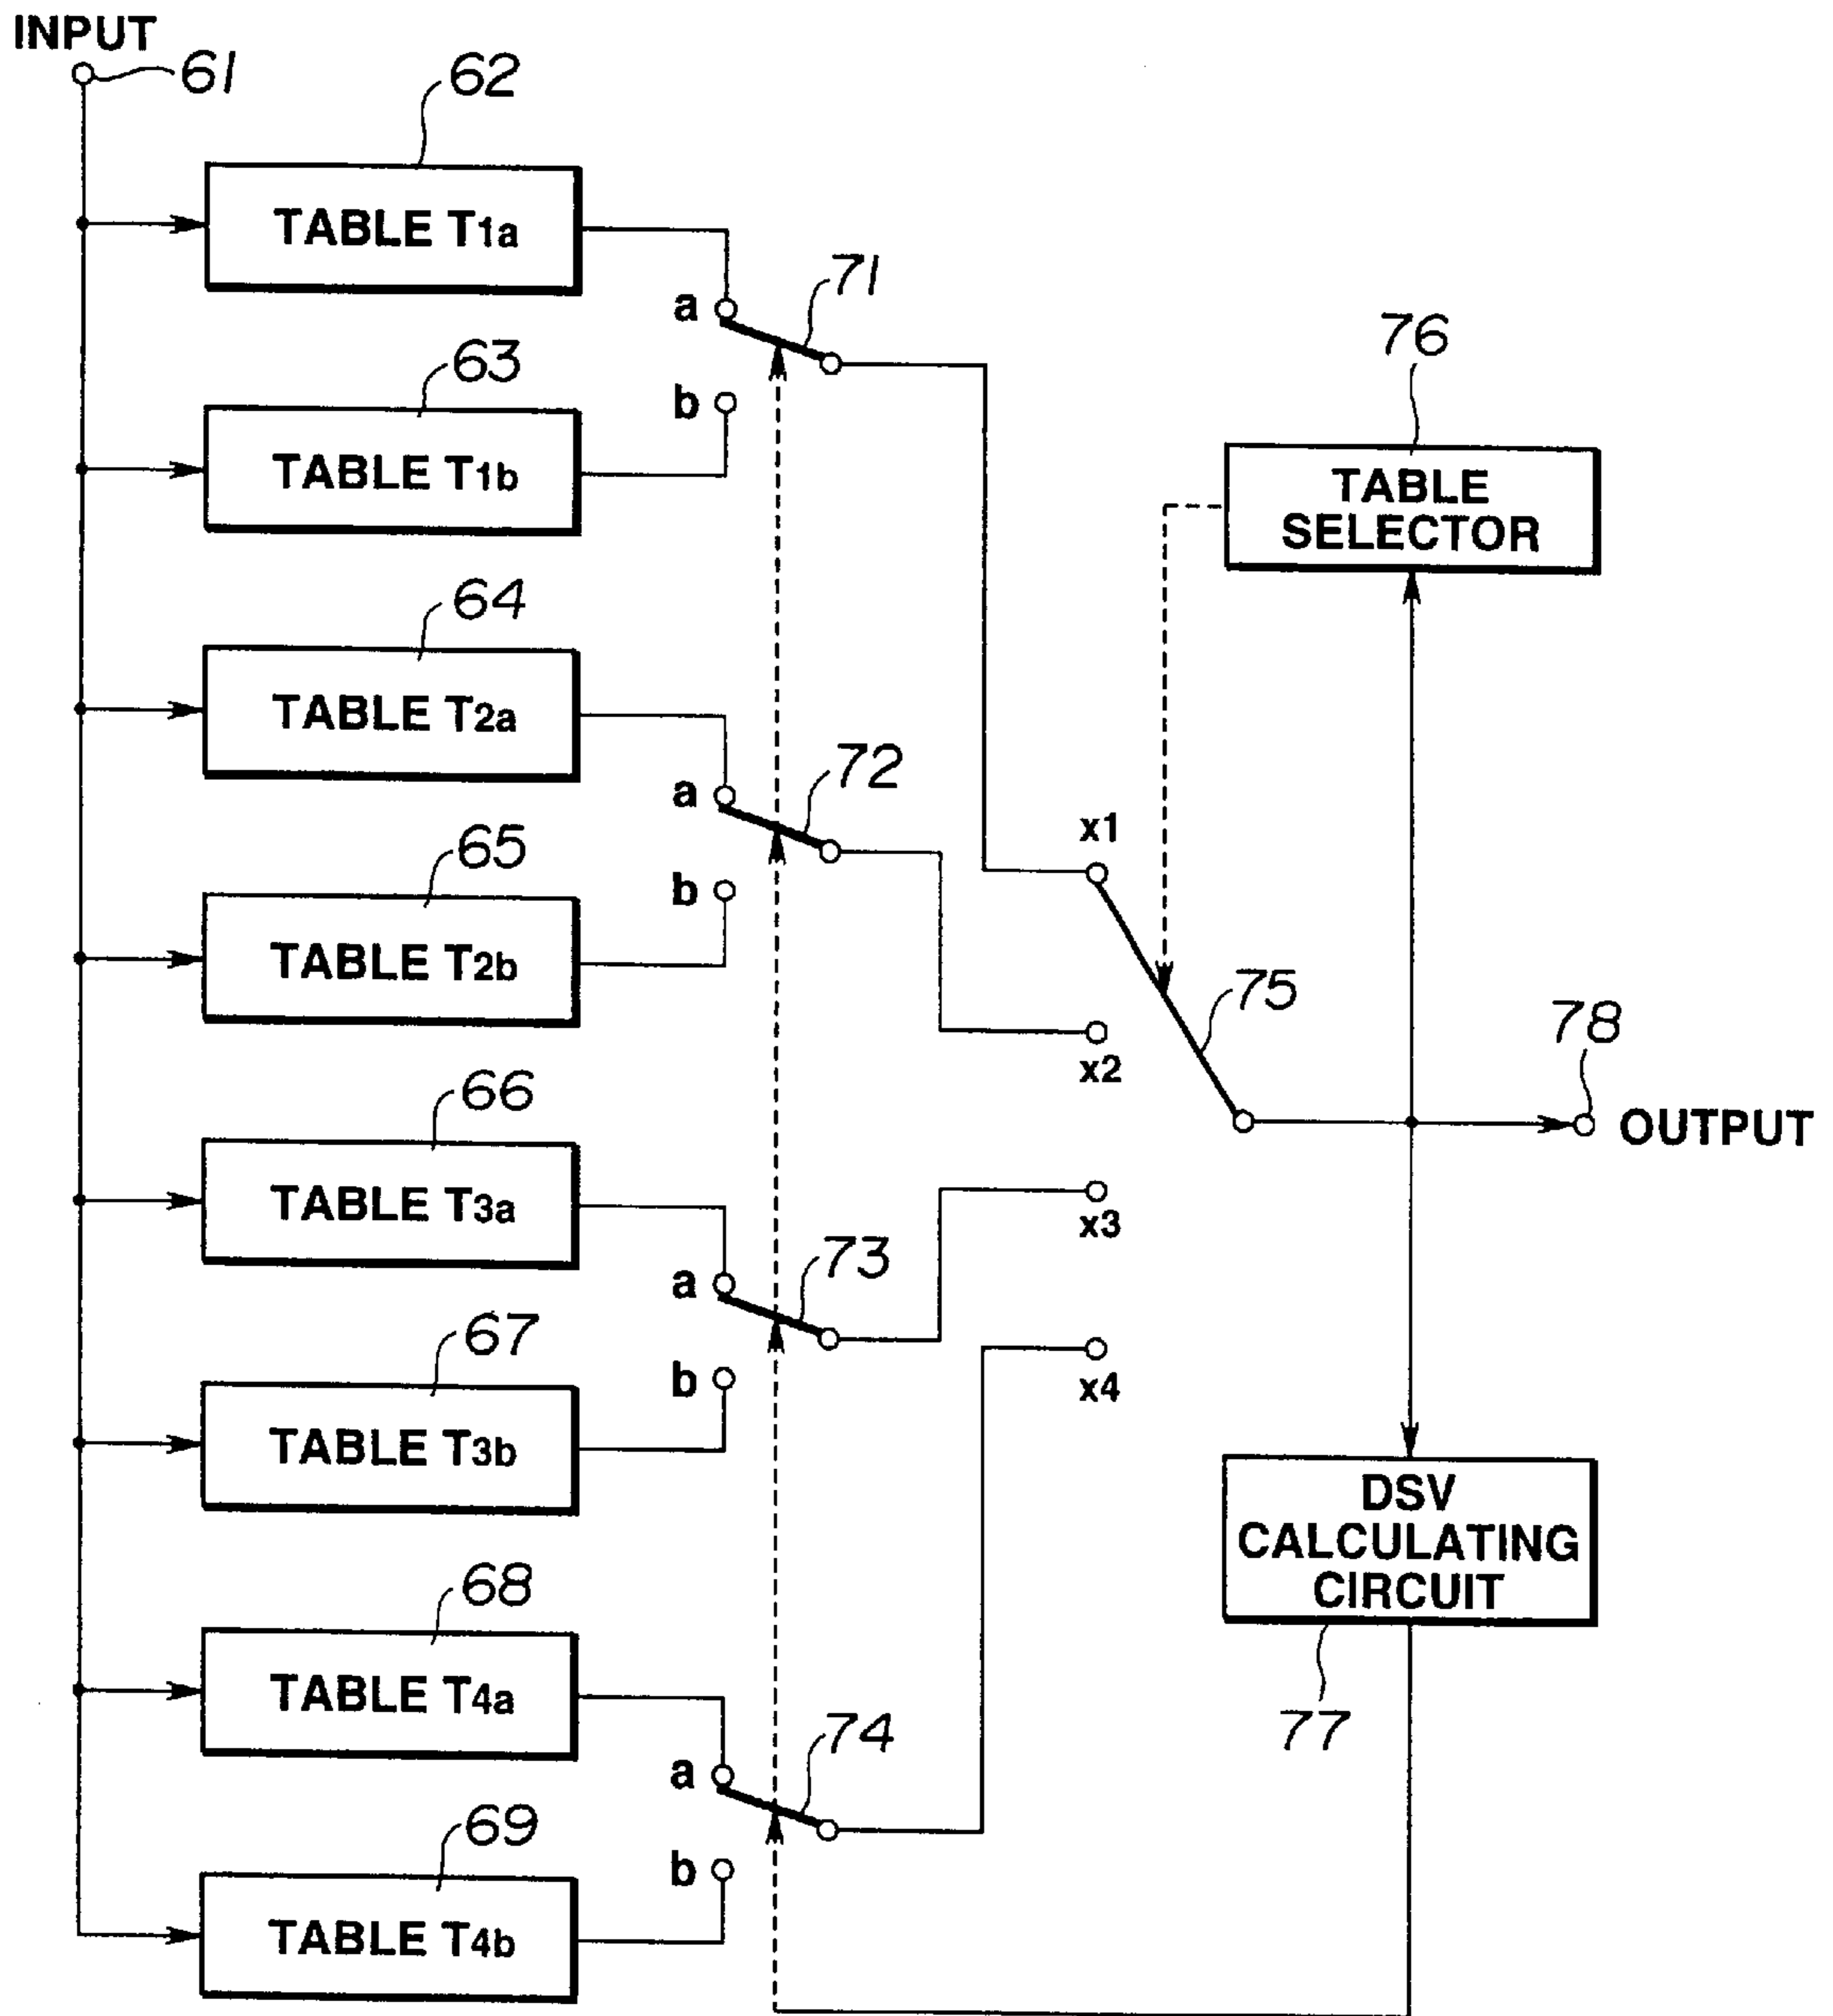 INPUT
61
62
TABLE T1a
71
a
63
b
TABLE T1b
76
TABLE
SELECTOR
64
TABLE T2a
72
a
x1
65
b
TABLE T2b
75
x2
78
OUTPUT
66
TABLE T3a
x3
73
a
67
b
x4
TABLE T3b
DSV
CALCULATING
CIRCUIT
68
TABLE T4a
77
74
a
69
b
TABLE T4b